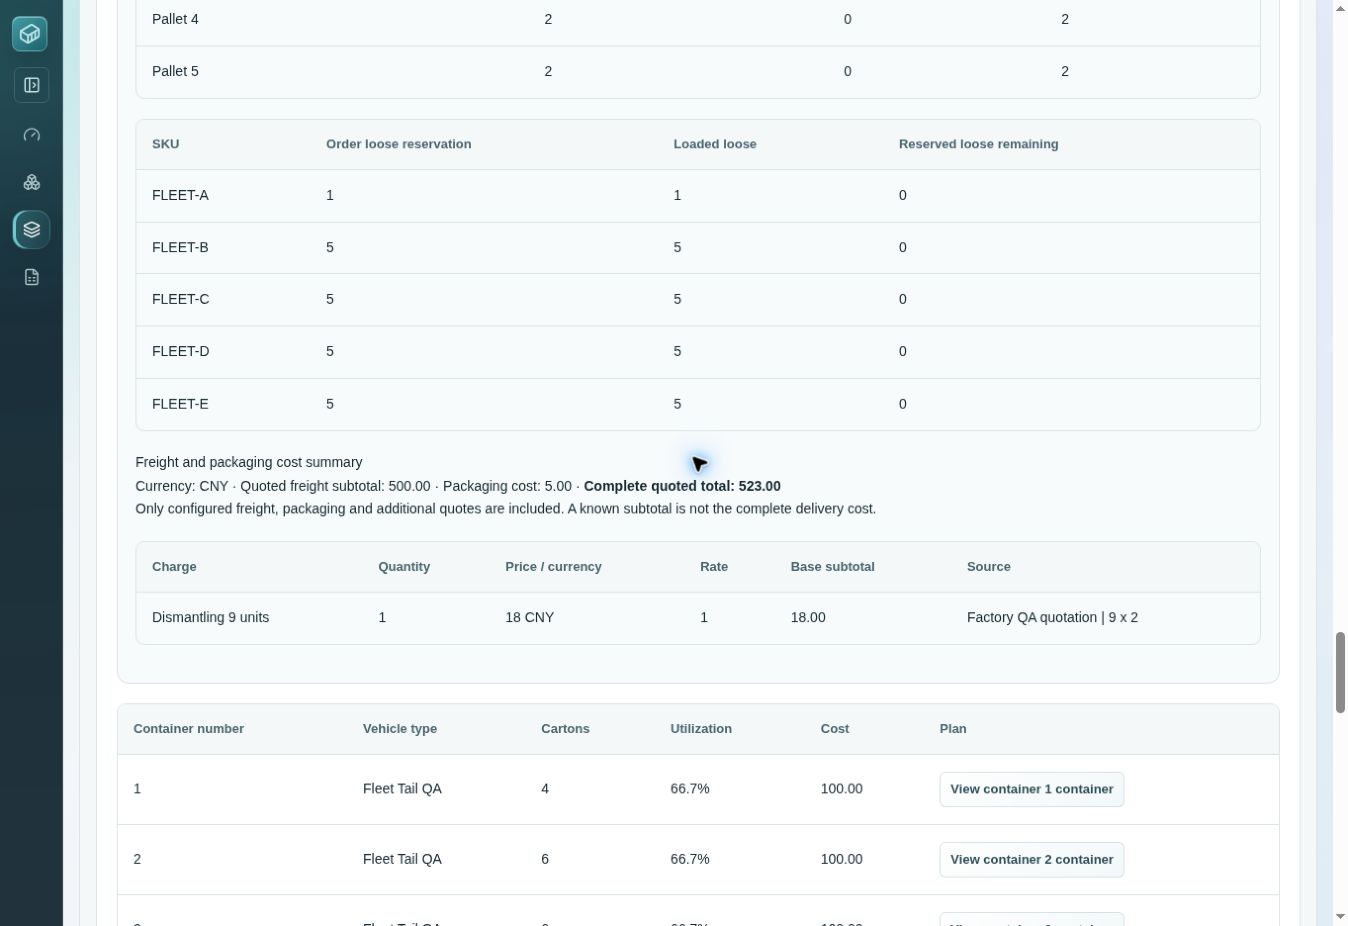 Pallet 4 2 0 2
Pallet 5 2 0 2
SKU Order loose reservation Loaded loose Reserved loose remaining
FLEET-A 1 1 0
FLEET-B 5 5 0
FLEET-C 5 5 0
FLEET-D 5 5 0
FLEET-E 5 5 0
Freight and packaging cost summary
Currency: CNY · Quoted freight subtotal: 500.00 · Packaging cost: 5.00 · Complete quoted total: 523.00
Only configured freight, packaging and additional quotes are included. A known subtotal is not the complete delivery cost.
Charge Quantity Price / currency Rate Base subtotal Source
Dismantling 9 units 1 18 CNY 1 18.00 Factory QA quotation | 9 x 2
Container number Vehicle type Cartons Utilization Cost Plan
1 Fleet Tail QA 4 66.7% 100.00 View container 1 container
2 Fleet Tail QA 6 66.7% 100.00 View container 2 container